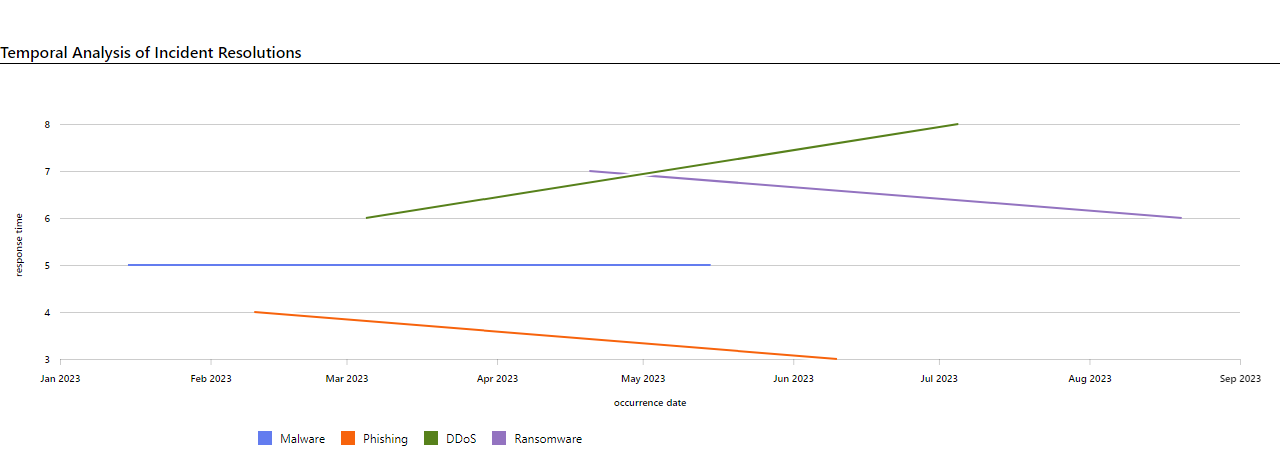 Temporal Analysis of Incident Resolutions
8
7
6
5
4
3
response time
Jan 2023 Feb 2023 Mar 2023 Apr 2023 May 2023 Jun 2023 Jul 2023 Aug 2023 Sep 2023
occurrence date
Malware Phishing DDoS Ransomware